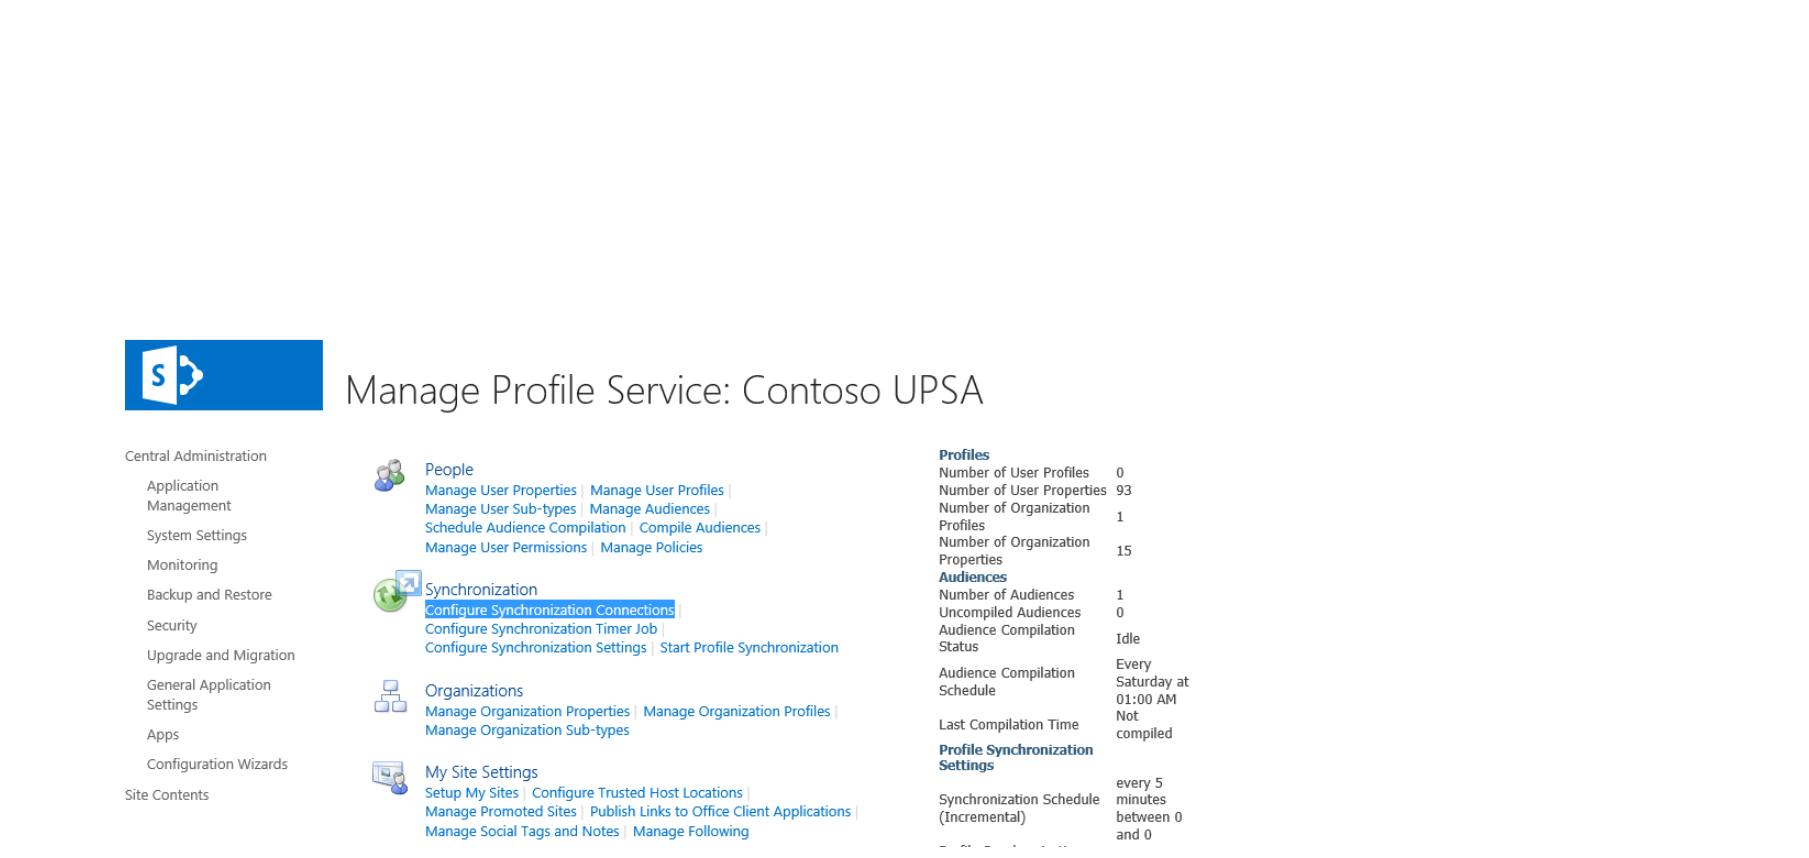 S
Manage Profile Service: Contoso UPSA
Central Administration
Application
Management
System Settings
Monitoring
Backup and Restore
Security
Upgrade and Migration
General Application
Settings
Apps
Configuration Wizards
Site Contents
People
Manage User Properties | Manage User Profiles |
Manage User Sub-types | Manage Audiences |
Schedule Audience Compilation | Compile Audiences |
Manage User Permissions | Manage Policies
Synchronization
Configure Synchronization Connections |
Configure Synchronization Timer Job |
Configure Synchronization Settings | Start Profile Synchronization
Organizations
Manage Organization Properties | Manage Organization Profiles |
Manage Organization Sub-types
My Site Settings
Setup My Sites | Configure Trusted Host Locations |
Manage Promoted Sites | Publish Links to Office Client Applications |
Manage Social Tags and Notes | Manage Following
Profiles
Number of User Profiles 0
Number of User Properties 93
Number of Organization
Profiles
1
Number of Organization
Properties
15
Audiences
Number of Audiences 1
Uncompiled Audiences 0
Audience Compilation
Status
Idle
Audience Compilation
Schedule
Every
Saturday at
01:00 AM
Last Compilation Time
Not
compiled
Profile Synchronization
Settings
Synchronization Schedule
(Incremental)
every 5
minutes
between 0
and 0